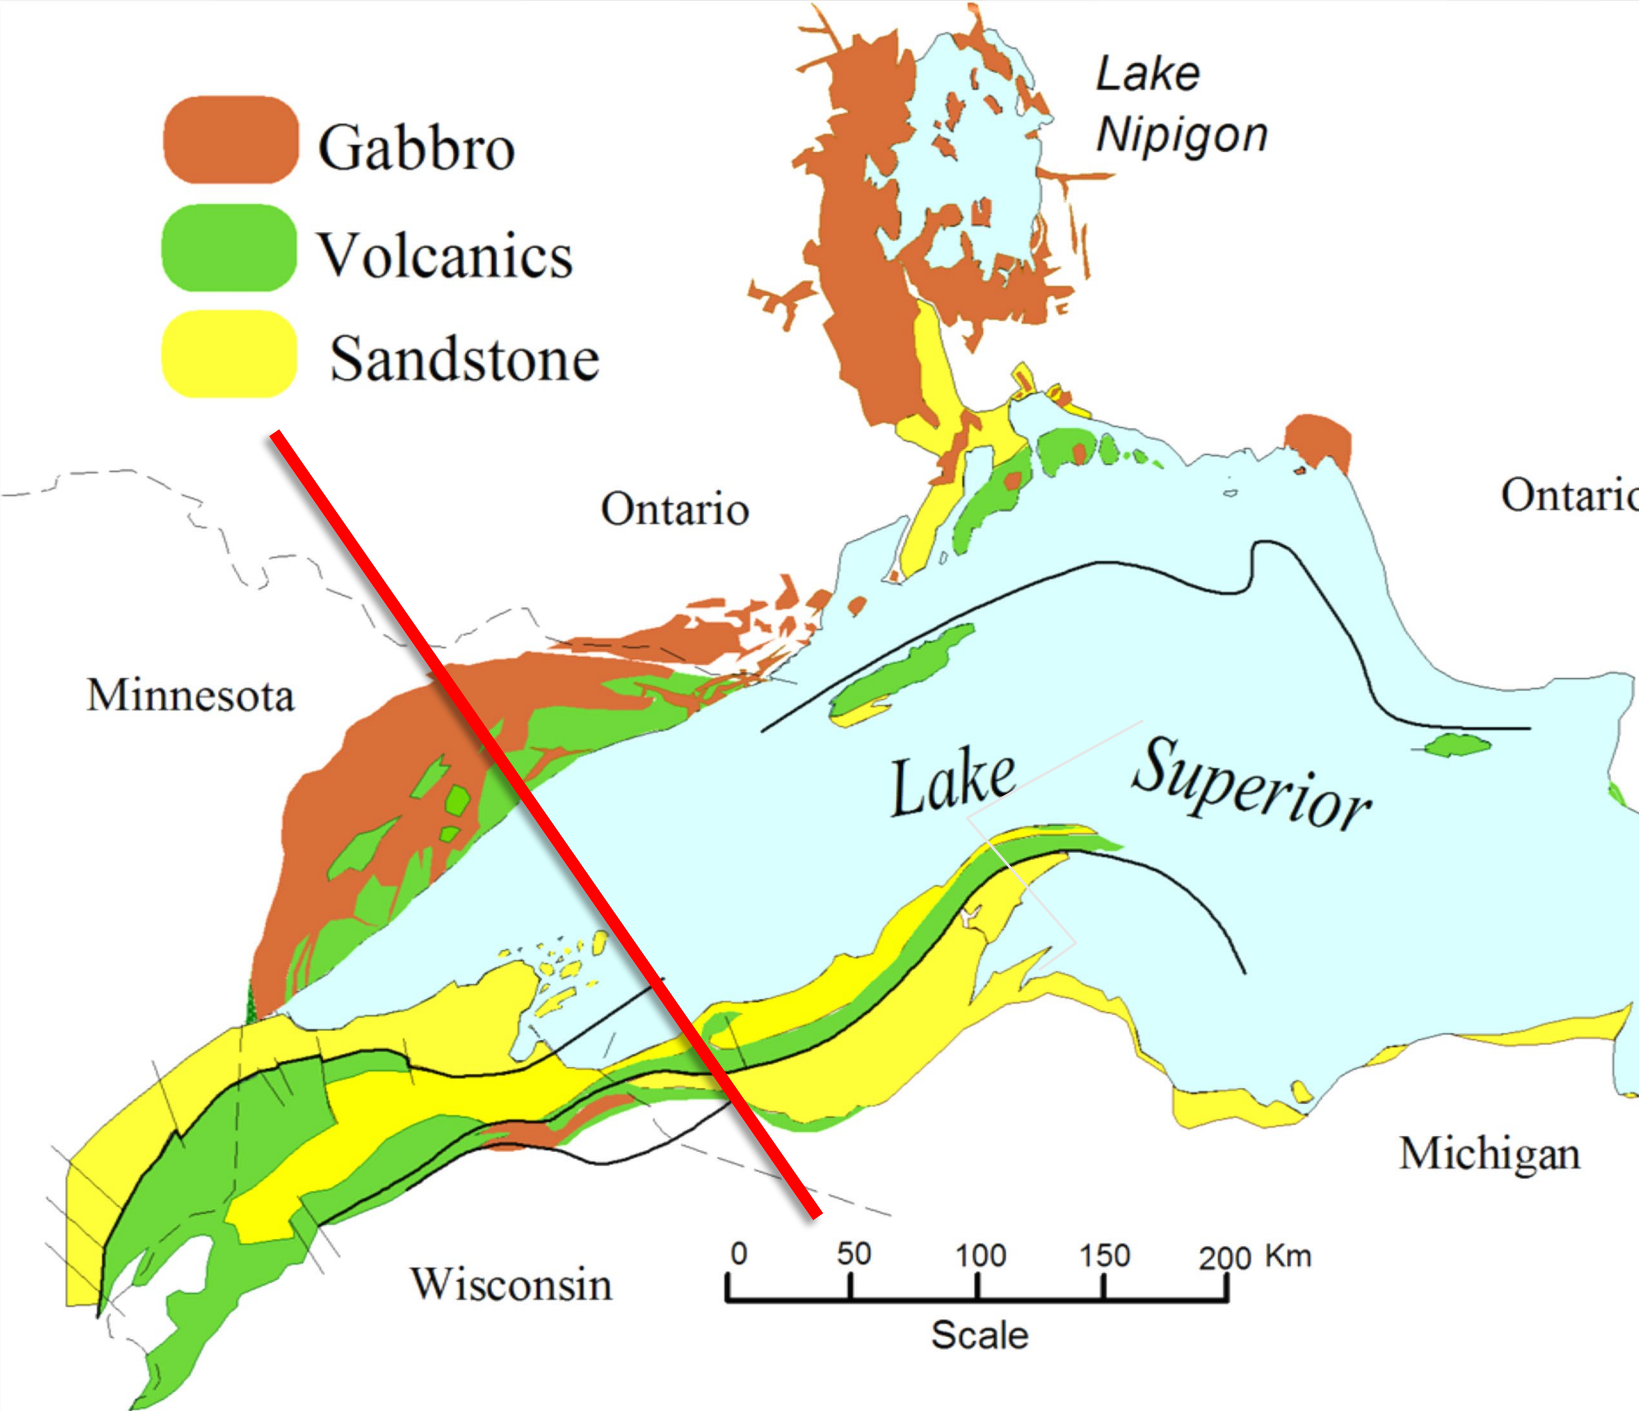 Lake
Nipigon
Gabbro
Volcanics
Sandstone
Ontario
Ontario
Minnesota
Lake Superior
Michigan
Wisconsin
0 50 100 150 200 Km
Scale